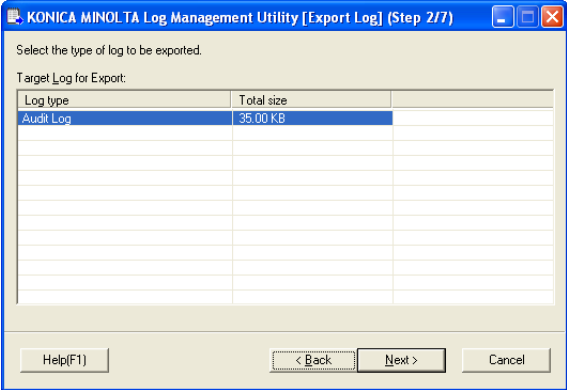 KONICA MINOLTA Log Management Utility [Export Log] (Step 2/7)
Select the type of log to be exported.
Target Log for Export:
Log type Total size
Audit Log 35.00 KB
Help(F1) < Back Next > Cancel